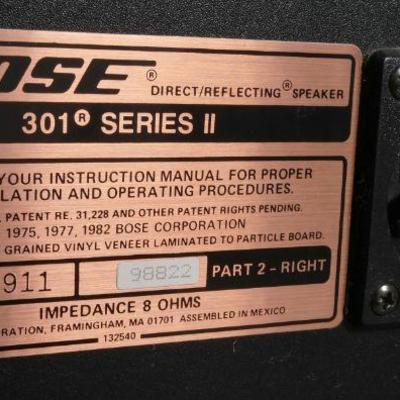 OSE® DIRECT/REFLECTING® SPEAKER
301® SERIES II
YOUR INSTRUCTION MANUAL FOR PROPER
LATION AND OPERATING PROCEDURES.
. PATENT RE. 31,228 AND OTHER PATENT RIGHTS PENDING.
1975, 1977, 1982 BOSE CORPORATION
GRAINED VINYL VENEER LAMINATED TO PARTICLE BOARD.
911 98822 PART 2 - RIGHT
IMPEDANCE 8 OHMS
RATION, FRAMINGHAM, MA 01701 ASSEMBLED IN MEXICO
132540